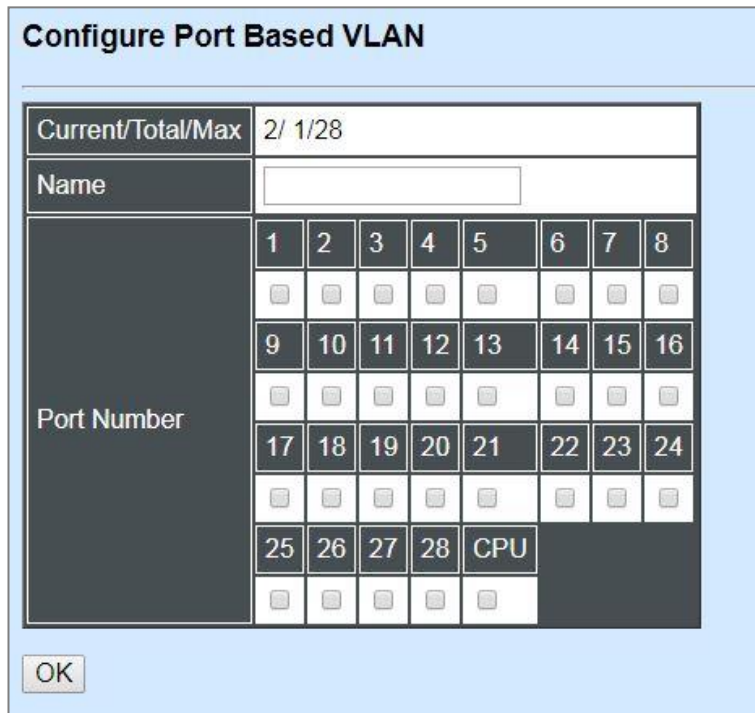 Configure Port Based VLAN
Current/Total/Max 2/ 1/28
Name
Port Number
1 2 3 4 5 6 7 8
9 10 11 12 13 14 15 16
17 18 19 20 21 22 23 24
25 26 27 28 CPU
OK